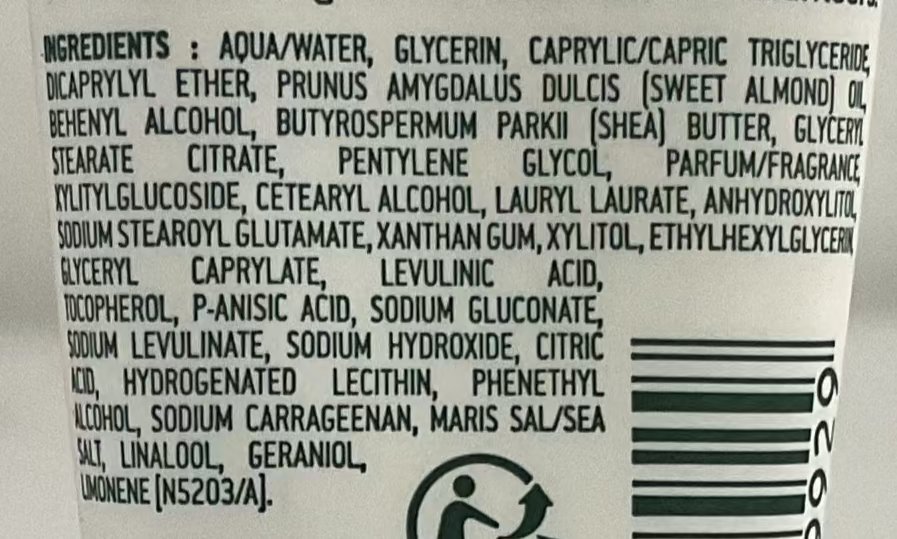 INGREDIENTS : AQUA/WATER, GLYCERIN, CAPRYLIC/CAPRIC TRIGLYCERIDE,
DICAPRYLYL ETHER, PRUNUS AMYGDALUS DULCIS (SWEET ALMOND) OIL,
BEHENYL ALCOHOL, BUTYROSPERMUM PARKII (SHEA) BUTTER, GLYCERYL
STEARATE CITRATE, PENTYLENE GLYCOL, PARFUM/FRAGRANCE,
XYLITYLGLUCOSIDE, CETEARYL ALCOHOL, LAURYL LAURATE, ANHYDROXYLITOL,
SODIUM STEAROYL GLUTAMATE, XANTHAN GUM, XYLITOL, ETHYLHEXYLGLYCERIN,
GLYCERYL CAPRYLATE, LEVULINIC ACID,
TOCOPHEROL, P-ANISIC ACID, SODIUM GLUCONATE,
SODIUM LEVULINATE, SODIUM HYDROXIDE, CITRIC
ACID, HYDROGENATED LECITHIN, PHENETHYL
ALCOHOL, SODIUM CARRAGEENAN, MARIS SAL/SEA
SALT, LINALOOL, GERANIOL,
LIMONENE [N5203/A].
626